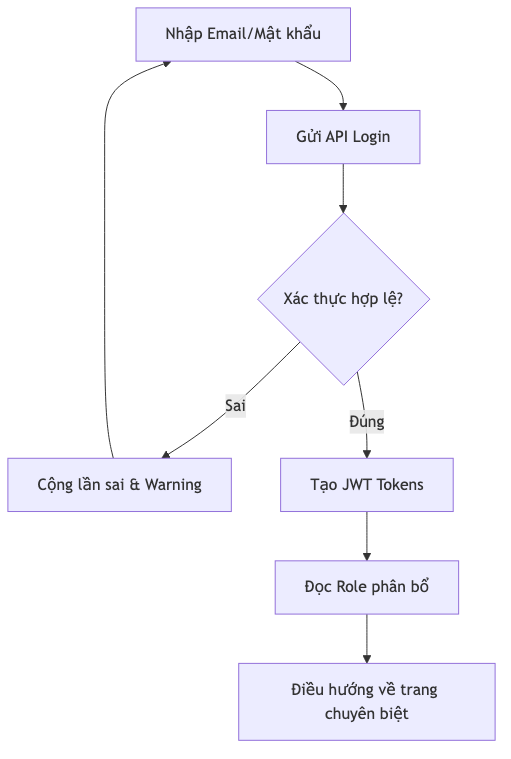 Nhập Email/Mật khẩu
Gửi API Login
Xác thực hợp lệ?
Sai
Đúng
Cộng lần sai & Warning
Tạo JWT Tokens
Đọc Role phân bổ
Điều hướng về trang
chuyên biệt